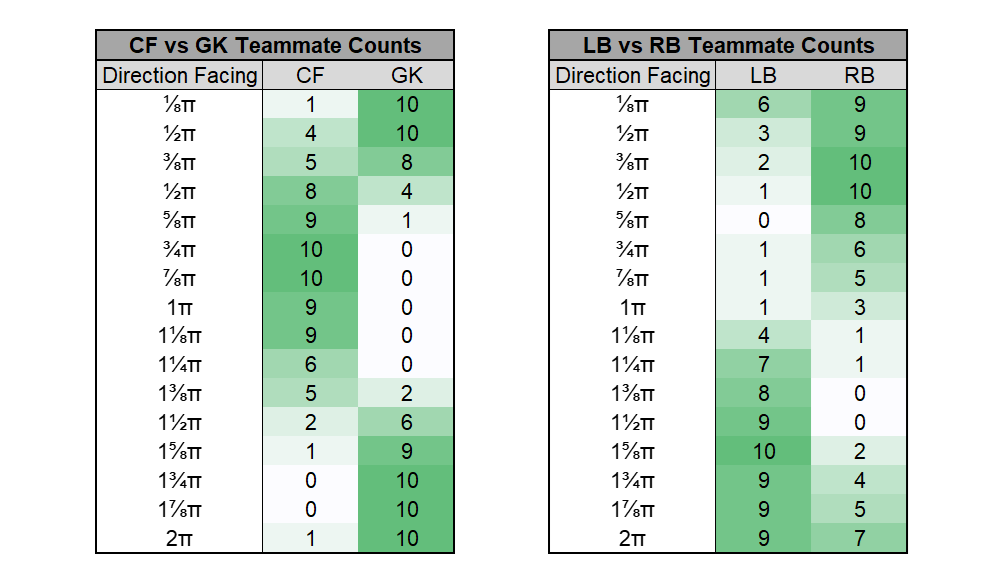 CF vs GK Teammate Counts
Direction Facing CF GK
⅛π 1 10
½π 4 10
⅜π 5 8
½π 8 4
⅝π 9 1
¾π 10 0
⅞π 10 0
1π 9 0
1⅛π 9 0
1¼π 6 0
1⅜π 5 2
1½π 2 6
1⅝π 1 9
1¾π 0 10
1⅞π 0 10
2π 1 10
LB vs RB Teammate Counts
Direction Facing LB RB
⅛π 6 9
½π 3 9
⅜π 2 10
½π 1 10
⅝π 0 8
¾π 1 6
⅞π 1 5
1π 1 3
1⅛π 4 1
1¼π 7 1
1⅜π 8 0
1½π 9 0
1⅝π 10 2
1¾π 9 4
1⅞π 9 5
2π 9 7